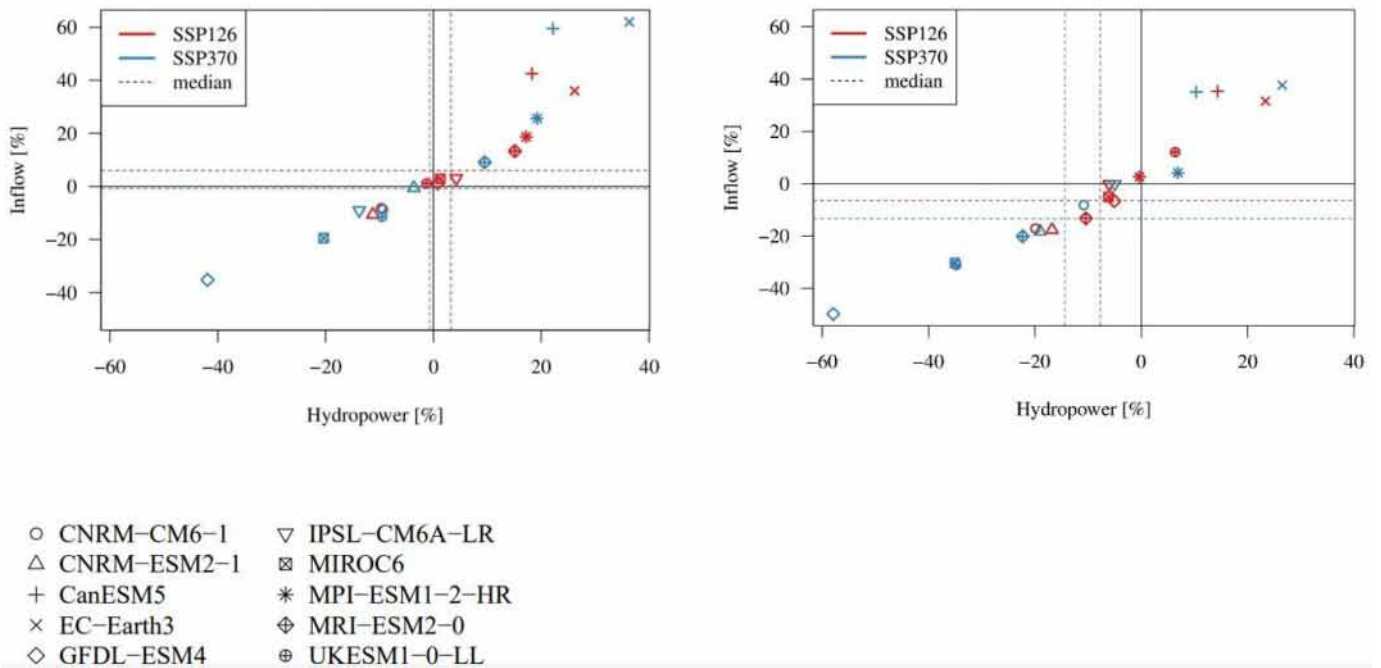 60
40
20
0
−20
−40
Inflow [%]
SSP126
SSP370
median
−60 −40 −20 0 20 40
Hydropower [%]
60
40
20
0
−20
−40
Inflow [%]
SSP126
SSP370
median
−60 −40 −20 0 20 40
Hydropower [%]
CNRM−CM6−1
CNRM−ESM2−1
CanESM5
EC−Earth3
GFDL−ESM4
IPSL−CM6A−LR
MIROC6
MPI−ESM1−2−HR
MRI−ESM2−0
UKESM1−0−LL